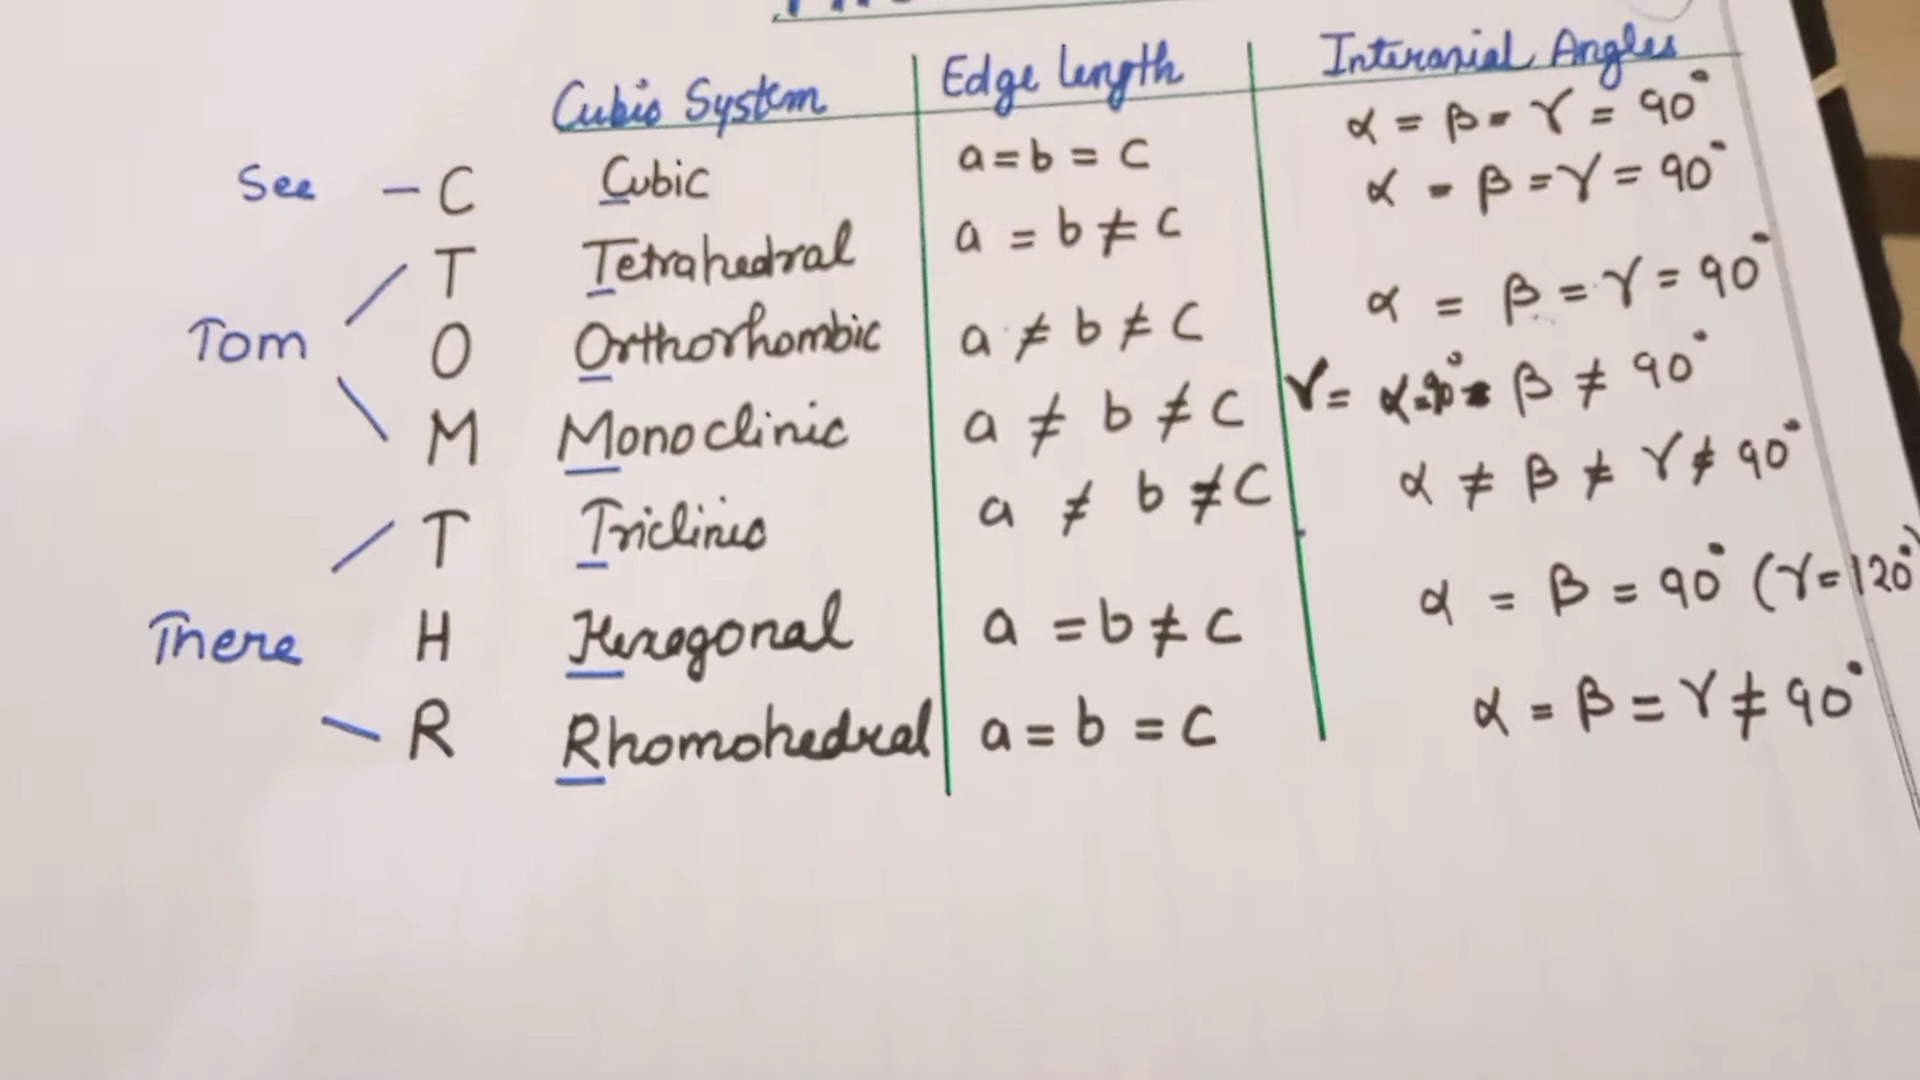 Cubic System Edge length Interaxial Angles
See - C Cubic a = b = c α = β = γ = 90°
T Tetrahedral a = b ≠ c α = β = γ = 90°
Tom O Orthorhombic a ≠ b ≠ c α = β = γ = 90°
M Monoclinic a ≠ b ≠ c γ = α = 90° β ≠ 90°
T Triclinic a ≠ b ≠ c α ≠ β ≠ γ ≠ 90°
There H Hexagonal a = b ≠ c α = β = 90° (γ = 120°)
R Rhomohedral a = b = c α = β = γ ≠ 90°